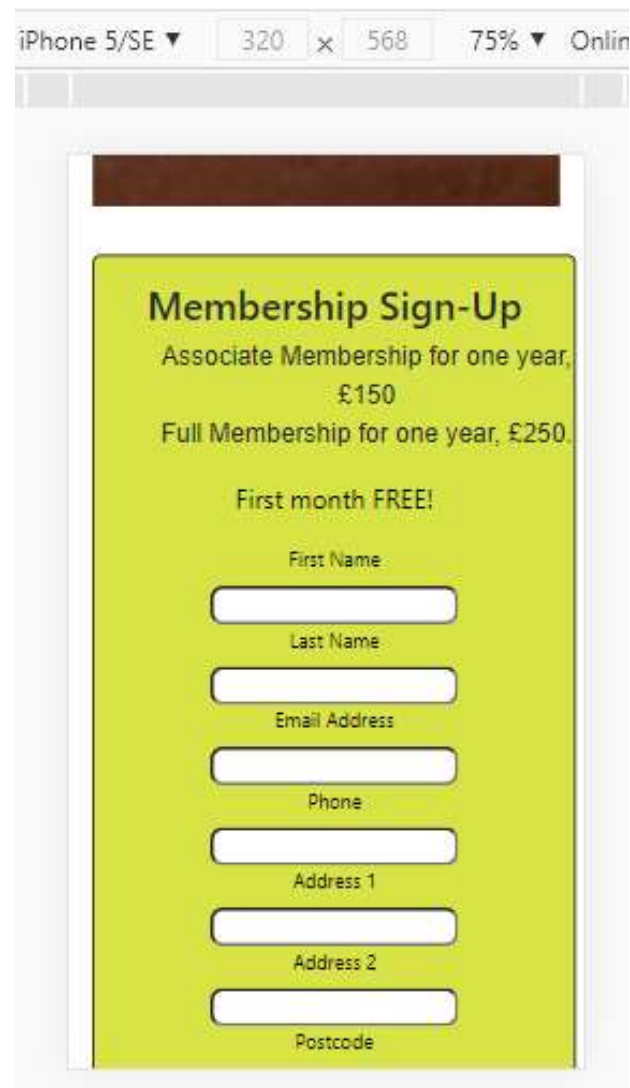 iPhone 5/SE ▼ 320 × 568 75% ▼ Onlin
Membership Sign-Up
Associate Membership for one year,
£150
Full Membership for one year, £250.
First month FREE!
First Name
Last Name
Email Address
Phone
Address 1
Address 2
Postcode